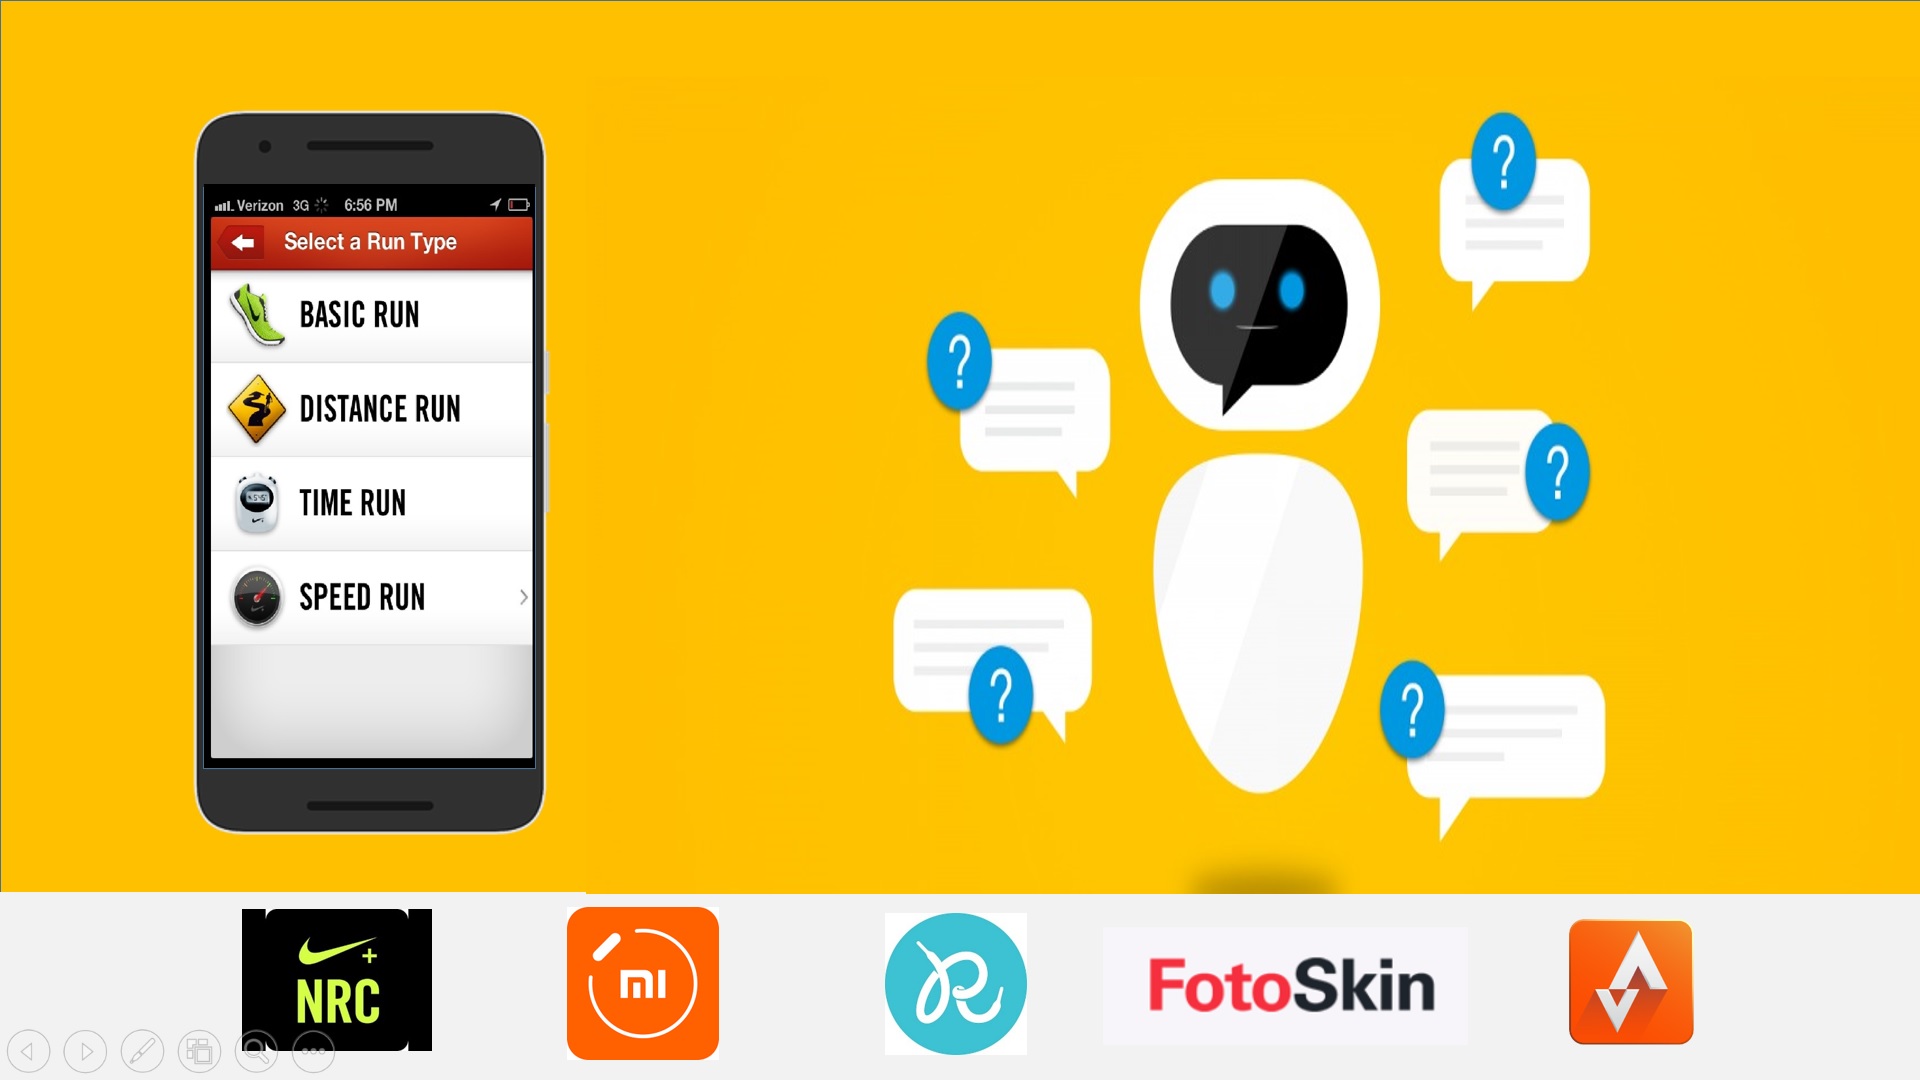 Verizon 3G 6:56 PM
Select a Run Type
BASIC RUN
DISTANCE RUN
TIME RUN
SPEED RUN
?
?
?
?
?
+
NRC
mi
R
FotoSkin